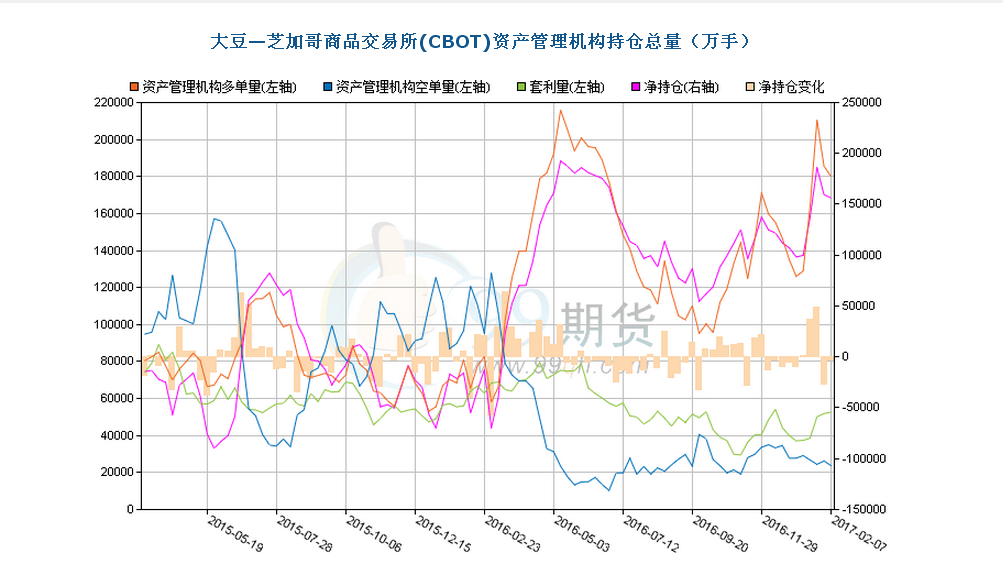 大豆—芝加哥商品交易所(CBOT)资产管理机构持仓总量（万手）
资产管理机构多单量(左轴) 资产管理机构空单量(左轴) 套利量(左轴) 净持仓(右轴) 净持仓变化
220000 250000
200000 200000
180000
160000 150000
140000 100000
120000 50000
100000
80000 0
60000 -50000
40000
20000 -100000
0 -150000
99期货
www.99qh.com
2015-05-19 2015-07-28 2015-10-06 2015-12-15 2016-02-23 2016-05-03 2016-07-12 2016-09-20 2016-11-29 2017-02-07